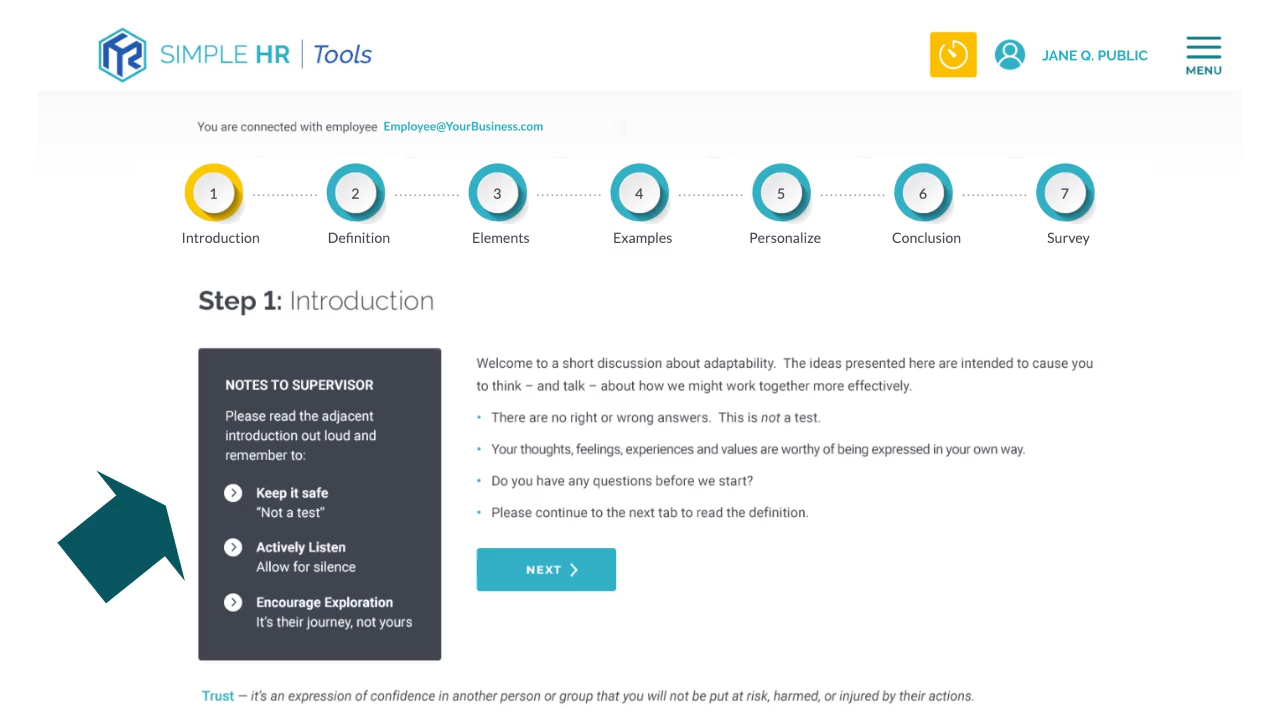 SIMPLE HR | Tools
JANE Q. PUBLIC
MENU
You are connected with employee Employee@YourBusiness.com
1 2 3 4 5 6 7
Introduction Definition Elements Examples Personalize Conclusion Survey
Step 1: Introduction
NOTES TO SUPERVISOR
Please read the adjacent
introduction out loud and
remember to:
Keep it safe
“Not a test”
Actively Listen
Allow for silence
Encourage Exploration
It’s their journey, not yours
Welcome to a short discussion about adaptability. The ideas presented here are intended to cause you
to think – and talk – about how we might work together more effectively.
• There are no right or wrong answers. This is not a test.
• Your thoughts, feelings, experiences and values are worthy of being expressed in your own way.
• Do you have any questions before we start?
• Please continue to the next tab to read the definition.
NEXT
Trust — it’s an expression of confidence in another person or group that you will not be put at risk, harmed, or injured by their actions.